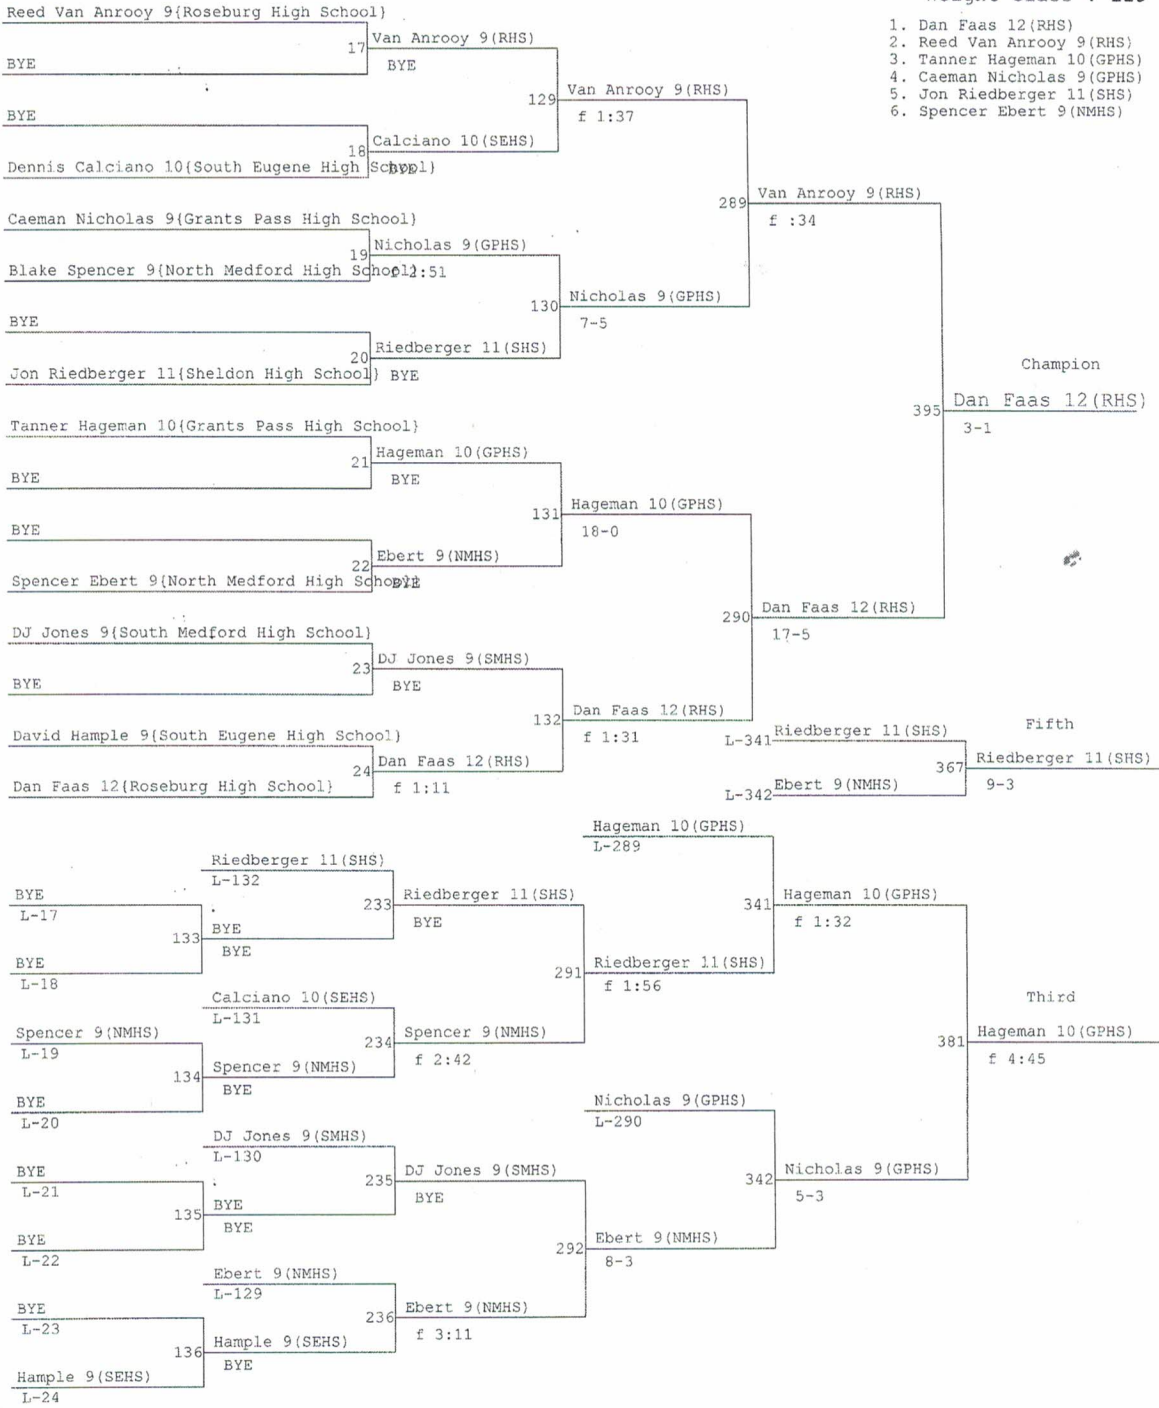 Reed Van Anrooy 9{Roseburg High School}
17
Van Anrooy 9(RHS)
BYE
BYE
129
Van Anrooy 9(RHS)
f 1:37
BYE
18
Calciano 10(SEHS)
BYE
Dennis Calciano 10{South Eugene High School}
289
Van Anrooy 9(RHS)
f :34
Caeman Nicholas 9{Grants Pass High School}
19
Nicholas 9(GPHS)
f 2:51
Blake Spencer 9{North Medford High School}
130
Nicholas 9(GPHS)
7-5
BYE
20
Riedberger 11(SHS)
BYE
Jon Riedberger 11{Sheldon High School}
1. Dan Faas 12(RHS)
2. Reed Van Anrooy 9(RHS)
3. Tanner Hageman 10(GPHS)
4. Caeman Nicholas 9(GPHS)
5. Jon Riedberger 11(SHS)
6. Spencer Ebert 9(NMHS)
Champion
395
Dan Faas 12(RHS)
3-1
Tanner Hageman 10{Grants Pass High School}
21
Hageman 10(GPHS)
BYE
BYE
131
Hageman 10(GPHS)
18-0
BYE
22
Ebert 9(NMHS)
BYE
Spencer Ebert 9{North Medford High School}
290
Dan Faas 12(RHS)
17-5
DJ Jones 9{South Medford High School}
23
DJ Jones 9(SMHS)
BYE
BYE
132
Dan Faas 12(RHS)
f 1:31
David Hample 9{South Eugene High School}
24
Dan Faas 12(RHS)
f 1:11
Dan Faas 12{Roseburg High School}
Fifth
L-341
Riedberger 11(SHS)
367
Riedberger 11(SHS)
9-3
L-342
Ebert 9(NMHS)
Hageman 10(GPHS)
L-289
Riedberger 11(SHS)
L-132
233
Riedberger 11(SHS)
BYE
341
Hageman 10(GPHS)
f 1:32
BYE
L-17
133
BYE
BYE
BYE
L-18
291
Riedberger 11(SHS)
f 1:56
Calciano 10(SEHS)
L-131
234
Spencer 9(NMHS)
f 2:42
Spencer 9(NMHS)
L-19
134
Spencer 9(NMHS)
BYE
BYE
L-20
Third
381
Hageman 10(GPHS)
f 4:45
Nicholas 9(GPHS)
L-290
DJ Jones 9(SMHS)
L-130
235
DJ Jones 9(SMHS)
BYE
342
Nicholas 9(GPHS)
5-3
BYE
L-21
135
BYE
BYE
BYE
L-22
292
Ebert 9(NMHS)
8-3
Ebert 9(NMHS)
L-129
236
Ebert 9(NMHS)
f 3:11
BYE
L-23
136
Hample 9(SEHS)
BYE
Hample 9(SEHS)
L-24